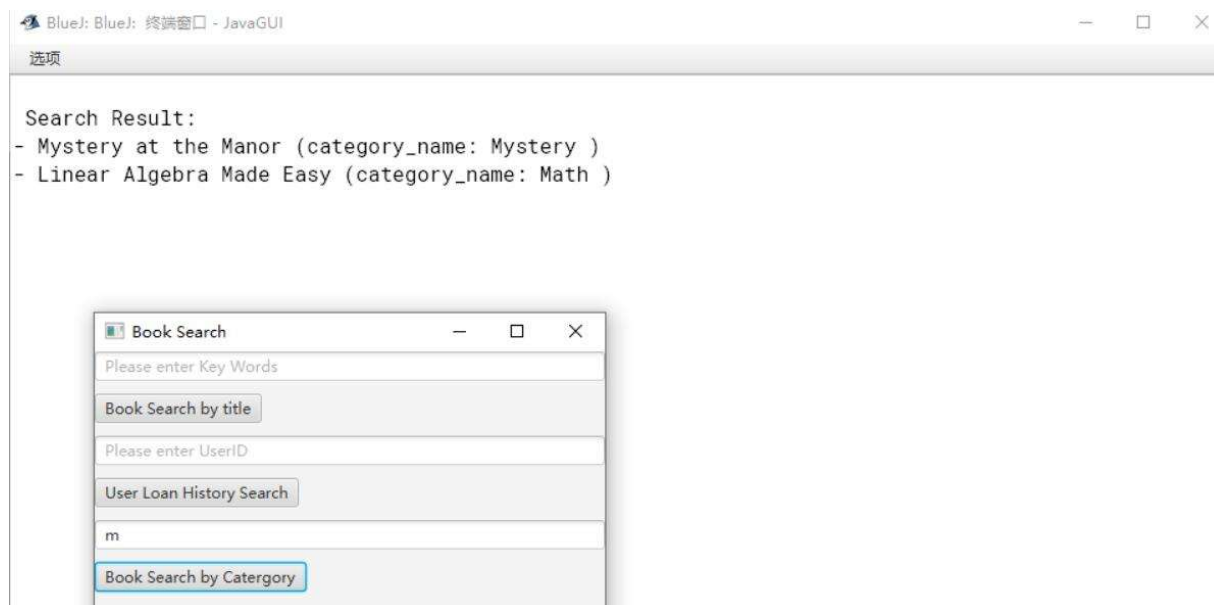 BlueJ: BlueJ: 终端窗口 - JavaGUI
选项
Search Result:
- Mystery at the Manor (category_name: Mystery )
- Linear Algebra Made Easy (category_name: Math )
Book Search
Please enter Key Words
Book Search by title
Please enter UserID
User Loan History Search
m
Book Search by Catergory